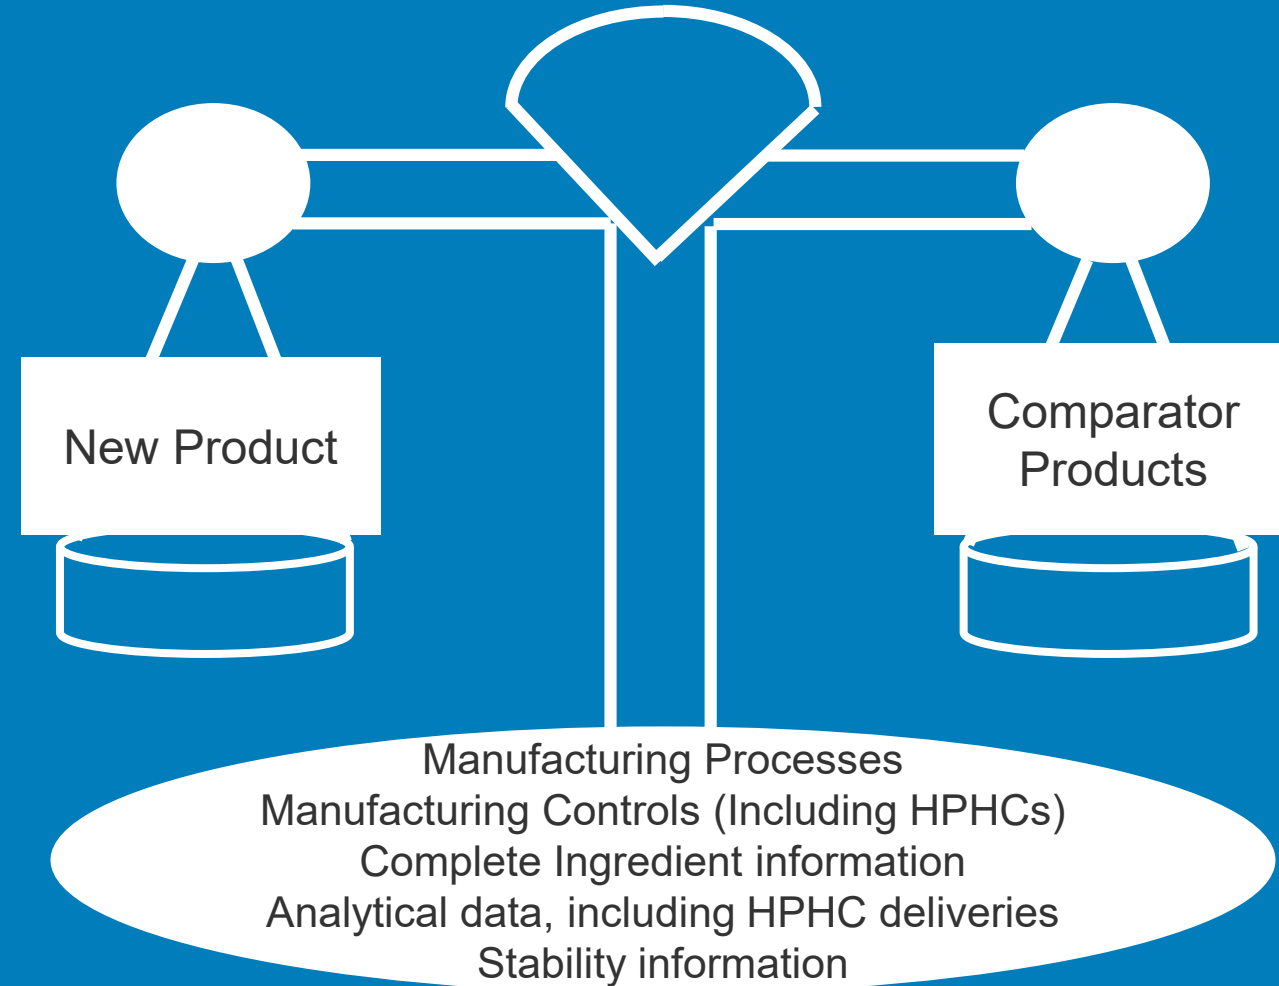 New Product
Comparator
Products
Manufacturing Processes
Manufacturing Controls (Including HPHCs)
Complete Ingredient information
Analytical data, including HPHC deliveries
Stability information